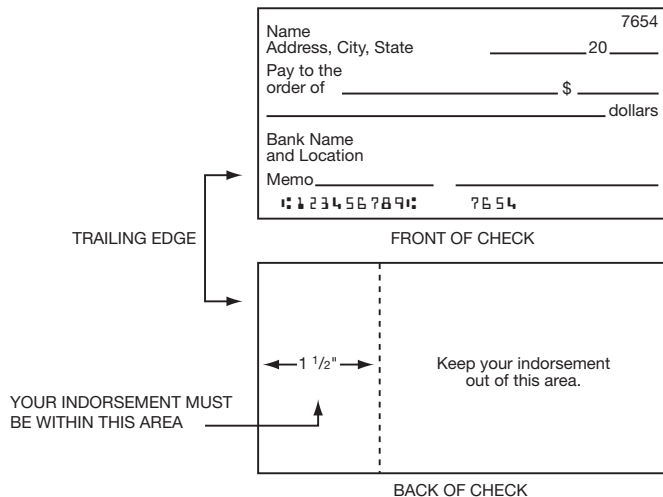 7654
Name
Address, City, State 20
Pay to the
order of $
dollars
Bank Name
and Location
Memo
⑆123456789⑆ 7654
TRAILING EDGE
FRONT OF CHECK
1 1/2"
Keep your indorsement
out of this area.
YOUR INDORSEMENT MUST
BE WITHIN THIS AREA
BACK OF CHECK